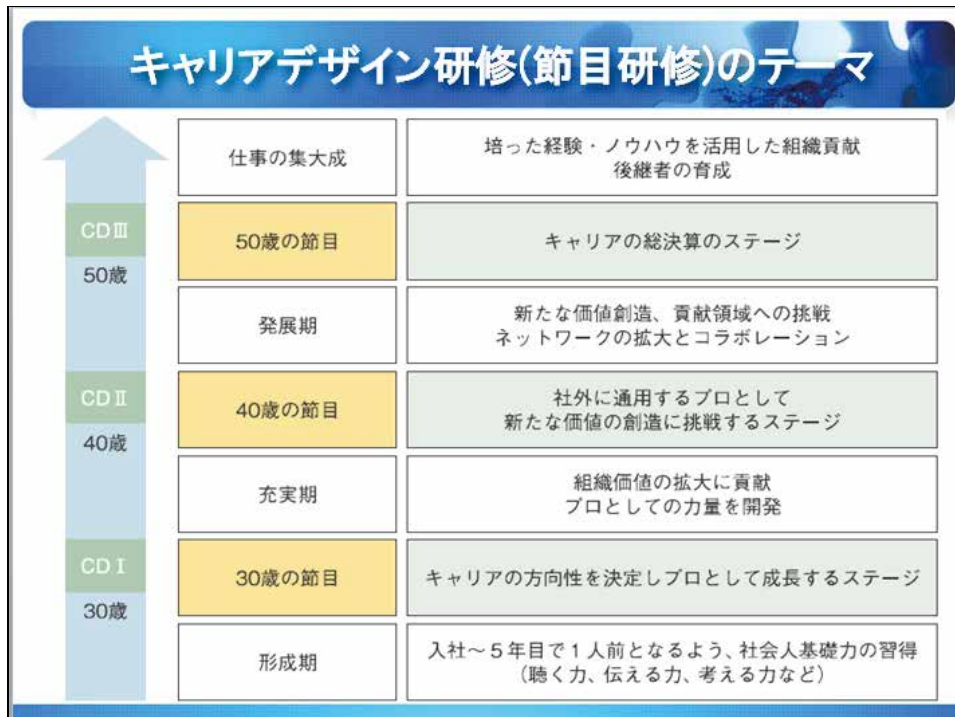 キャリアデザイン研修(節目研修)のテーマ
仕事の集大成
培った経験・ノウハウを活用した組織貢献
後継者の育成
CDⅢ
50歳
50歳の節目
キャリアの総決算のステージ
発展期
新たな価値創造、貢献領域への挑戦
ネットワークの拡大とコラボレーション
CDⅡ
40歳
40歳の節目
社外に通用するプロとして
新たな価値の創造に挑戦するステージ
充実期
組織価値の拡大に貢献
プロとしての力量を開発
CDⅠ
30歳
30歳の節目
キャリアの方向性を決定しプロとして成長するステージ
形成期
入社～5年目で1人前となるよう、社会人基礎力の習得
（聴く力、伝える力、考える力など）